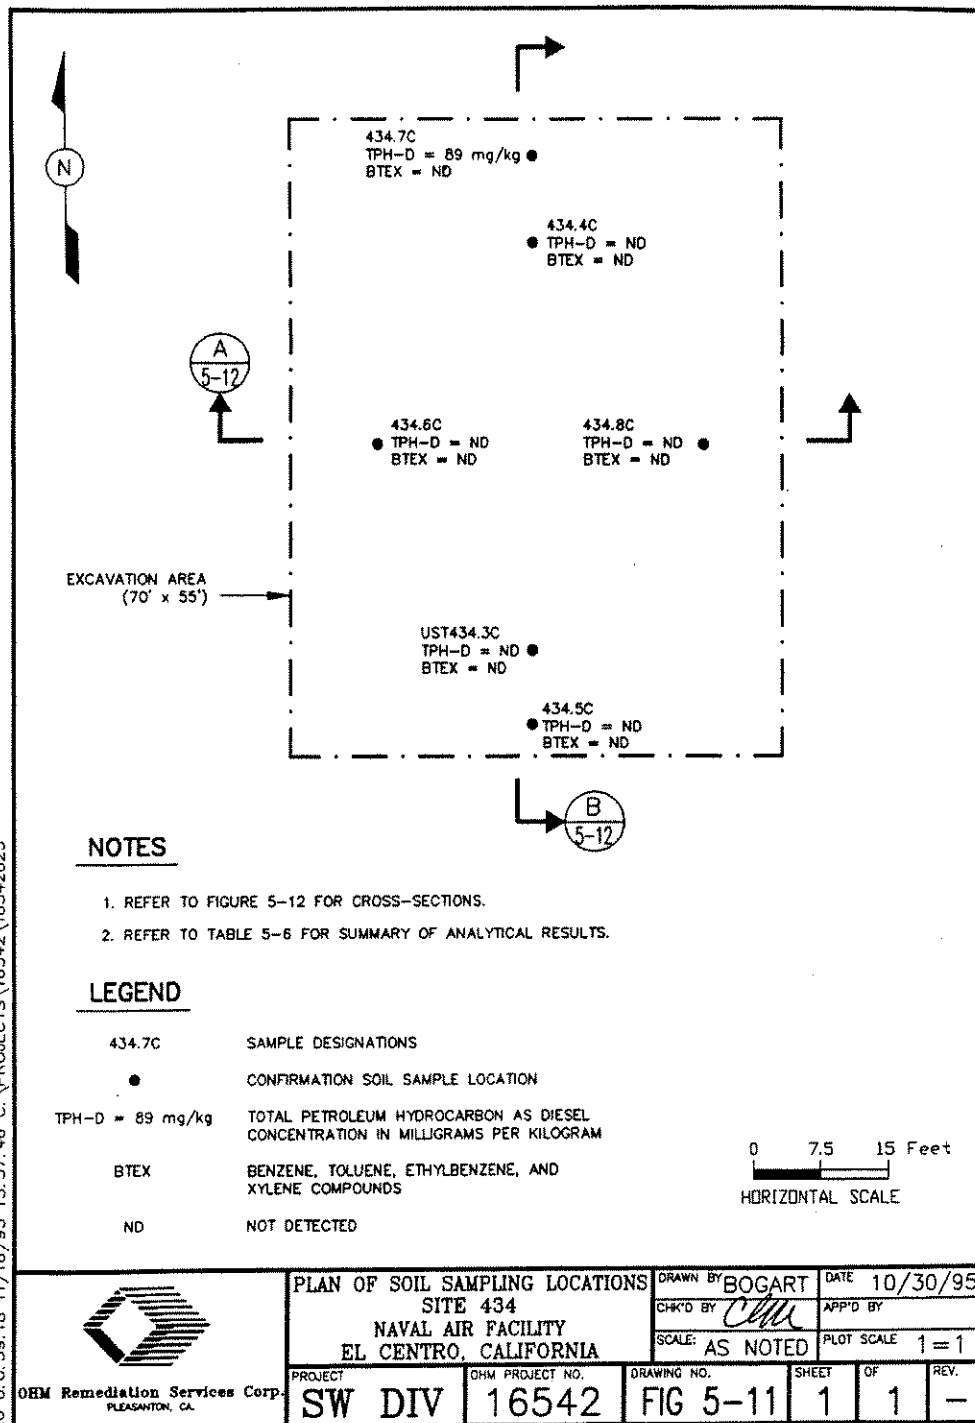 N
434.7C
TPH-D = 89 mg/kg
BTEX = ND
434.4C
TPH-D = ND
BTEX = ND
A
5-12
434.6C
TPH-D = ND
BTEX = ND
434.8C
TPH-D = ND
BTEX = ND
EXCAVATION AREA
(70' x 55')
UST434.3C
TPH-D = ND
BTEX = ND
434.5C
TPH-D = ND
BTEX = ND
B
5-12
NOTES
1. REFER TO FIGURE 5-12 FOR CROSS-SECTIONS.
2. REFER TO TABLE 5-6 FOR SUMMARY OF ANALYTICAL RESULTS.
LEGEND
434.7C SAMPLE DESIGNATIONS
CONFIRMATION SOIL SAMPLE LOCATION
TPH-D = 89 mg/kg TOTAL PETROLEUM HYDROCARBON AS DIESEL
CONCENTRATION IN MILLIGRAMS PER KILOGRAM
BTEX BENZENE, TOLUENE, ETHYLBENZENE, AND
XYLENE COMPOUNDS
ND NOT DETECTED
0 7.5 15 Feet
HORIZONTAL SCALE
OHM Remediation Services Corp.
PLEASANTON, CA.
PLAN OF SOIL SAMPLING LOCATIONS
SITE 434
NAVAL AIR FACILITY
EL CENTRO, CALIFORNIA
DRAWN BY BOGART
DATE 10/30/95
CHK'D BY
APP'D BY
SCALE: AS NOTED
PLOT SCALE 1=1
PROJECT
SW DIV
OHM PROJECT NO.
16542
DRAWING NO.
FIG 5-11
SHEET
1
OF
1
REV.
–